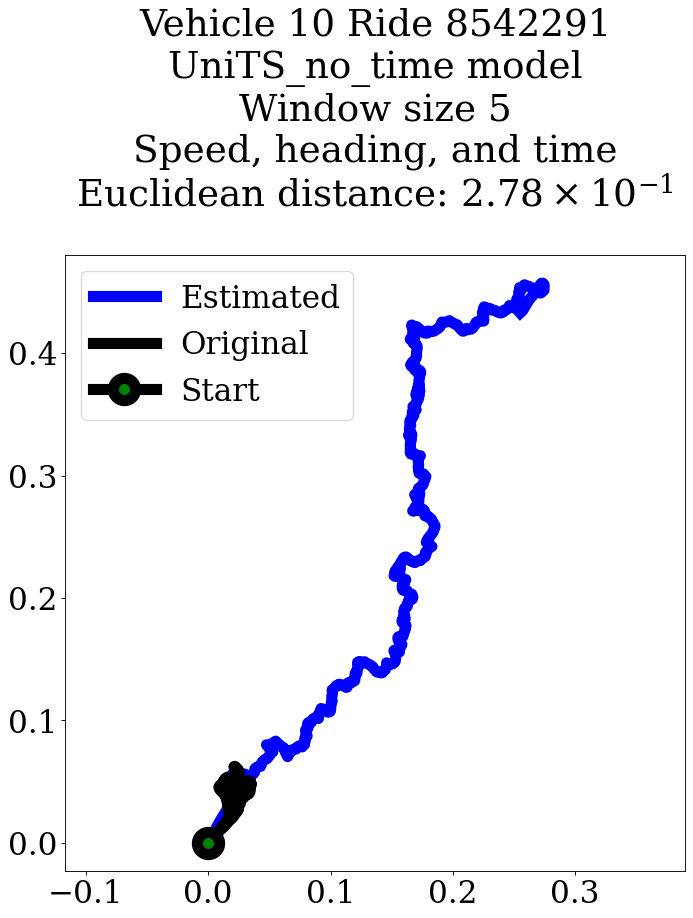 Vehicle 10 Ride 8542291
UniTS_no_time model
Window size 5
Speed, heading, and time
Euclidean distance: 2.78 × 10⁻¹
Estimated
Original
Start
0.4
0.3
0.2
0.1
0.0
−0.1 0.0 0.1 0.2 0.3